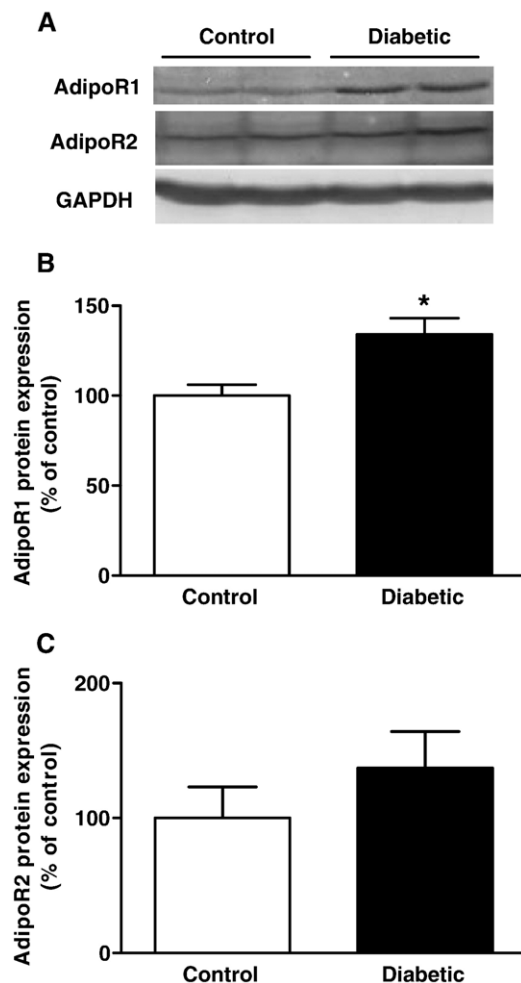 A
Control Diabetic
AdipoR1
AdipoR2
GAPDH
B
AdipoR1 protein expression
(% of control)
150
100
50
0
*
Control Diabetic
C
AdipoR2 protein expression
(% of control)
200
100
0
Control Diabetic